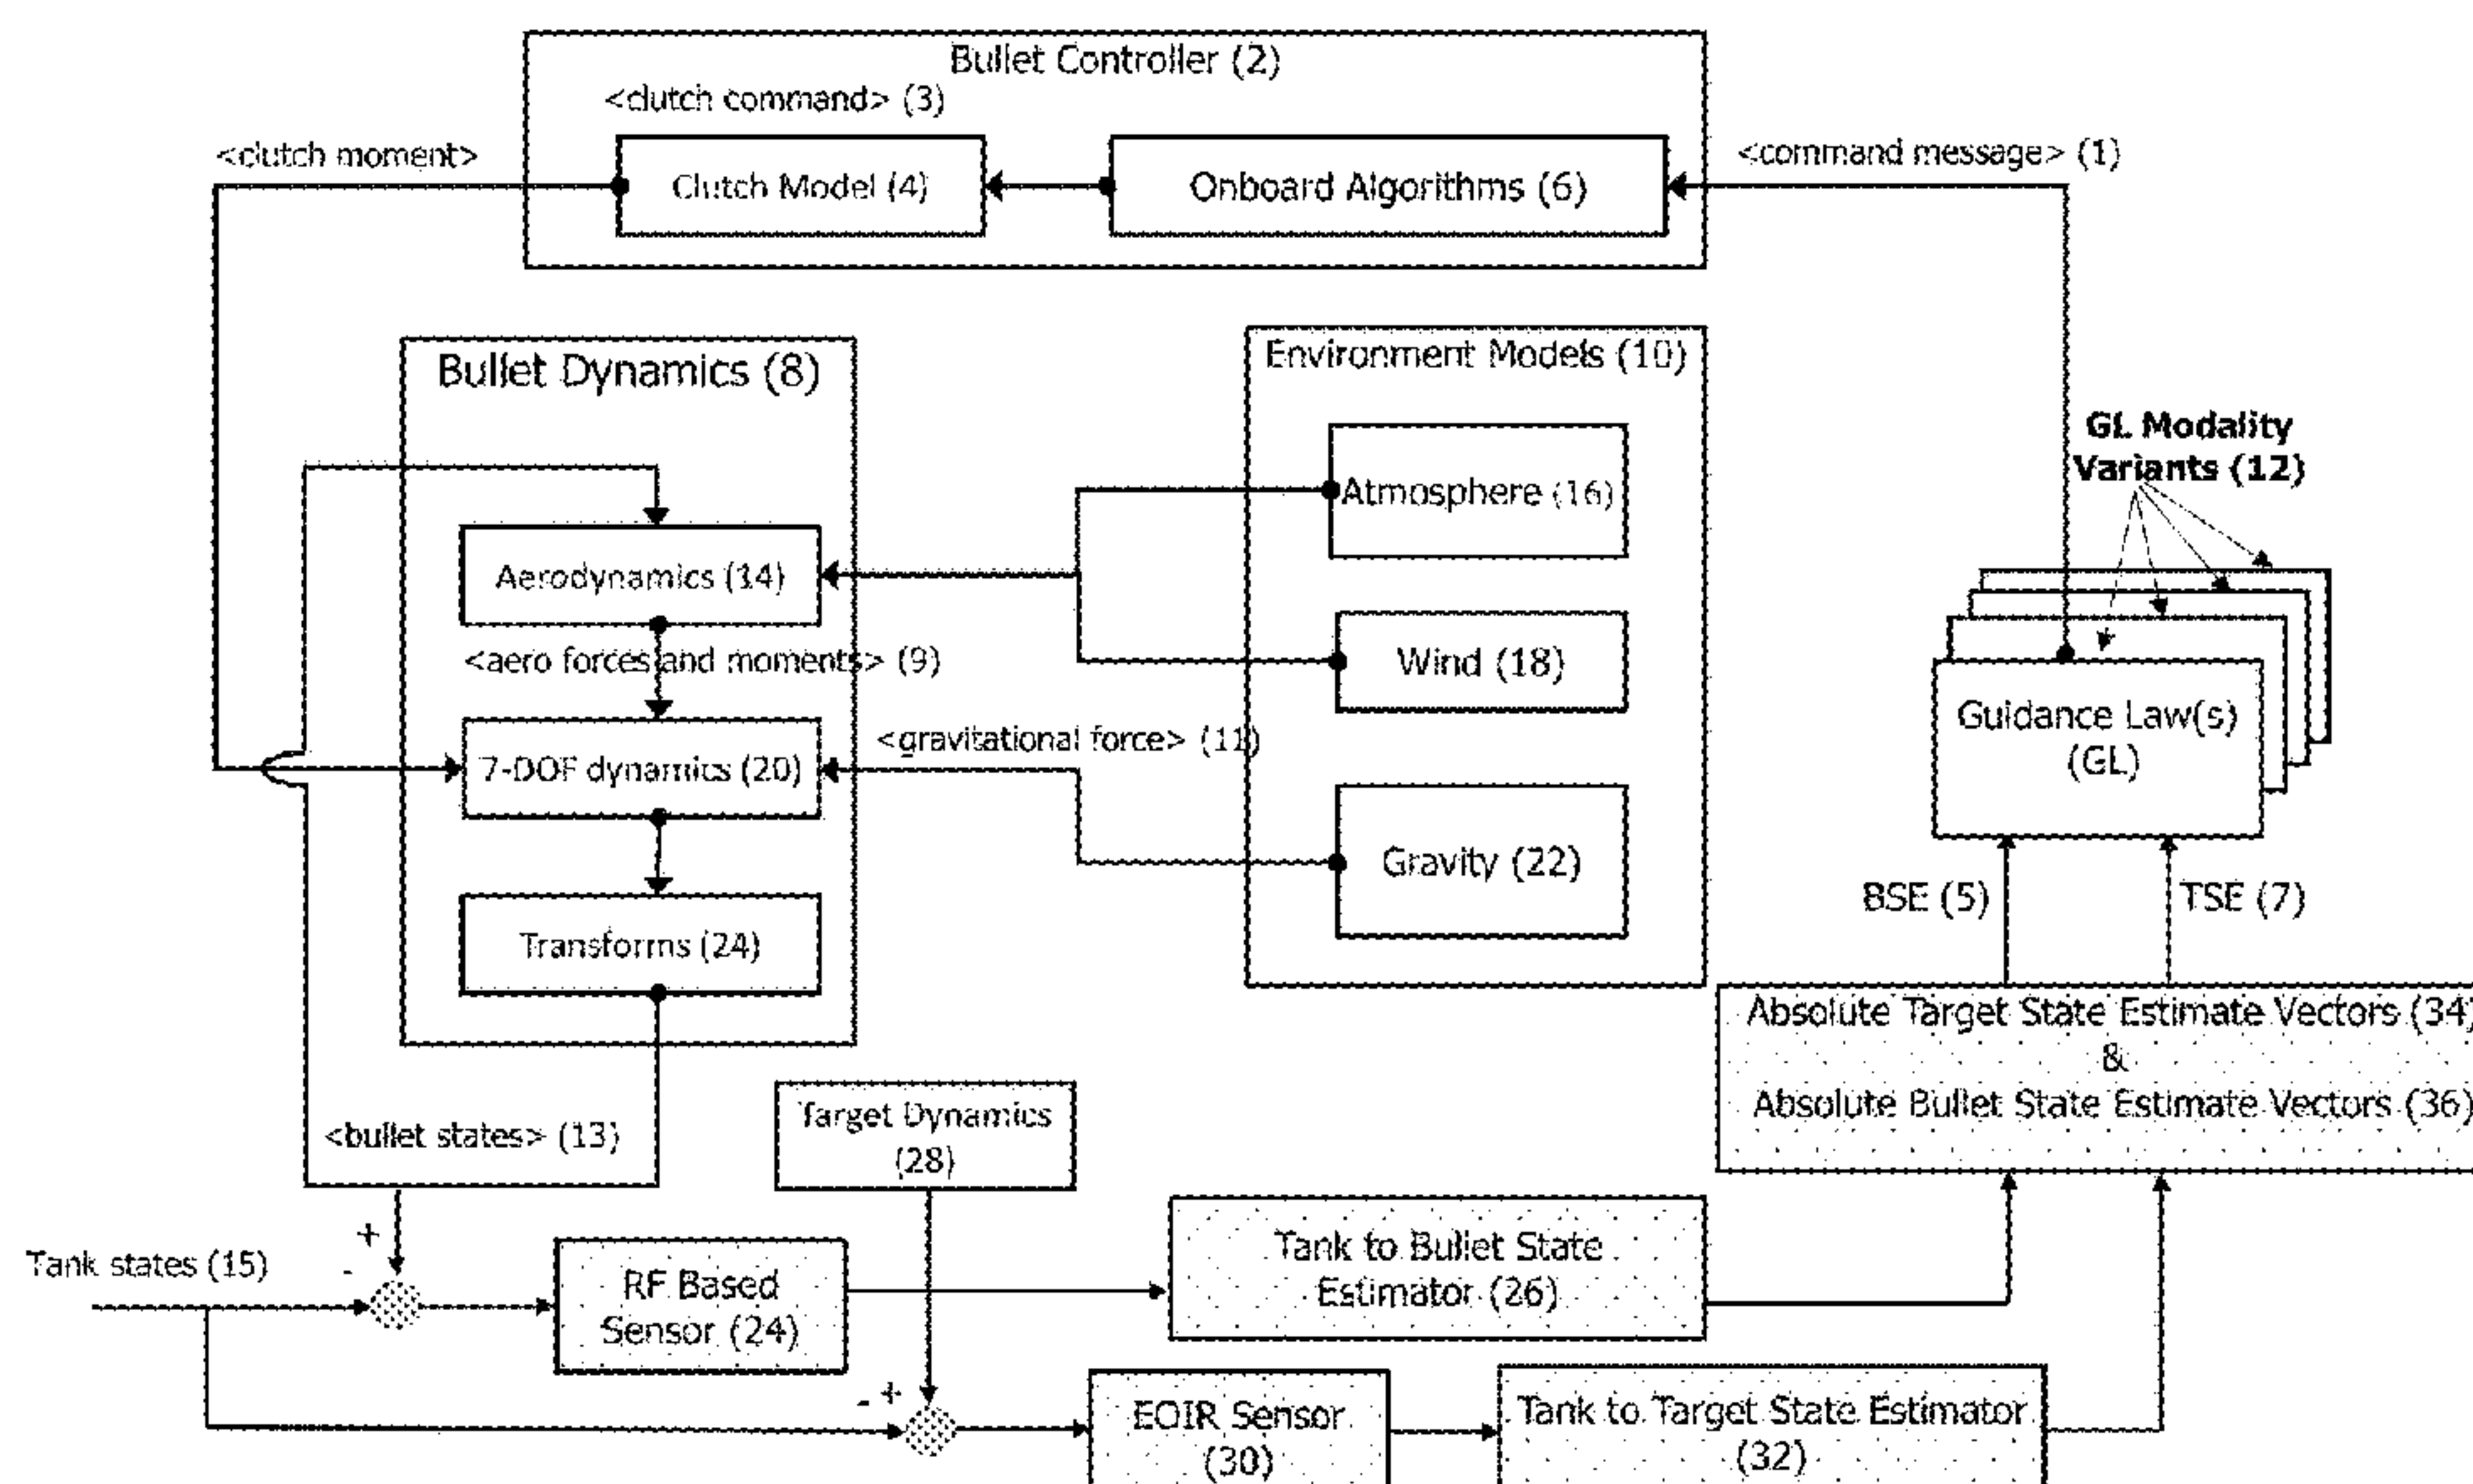 Bullet Controller (2)
<clutch command> (3)
<clutch moment>
Clutch Model (4)
Onboard Algorithms (6)
<command message> (1)
Bullet Dynamics (8)
Environment Models (10)
GL Modality
Variants (12)
Atmosphere (16)
Aerodynamics (14)
<aero forces and moments> (9)
Wind (18)
Guidance Law(s)
(GL)
<gravitational force> (11)
7-DOF dynamics (20)
Gravity (22)
BSE (5)
TSE (7)
Transforms (24)
Absolute Target State Estimate Vectors (34)
&
Absolute Bullet State Estimate Vectors (36)
Target Dynamics
(28)
<bullet states> (13)
+
-
Tank states (15)
RF Based
Sensor (24)
Tank to Bullet State
Estimator (26)
- +
EOIR Sensor
(30)
Tank to Target State Estimator
(32)